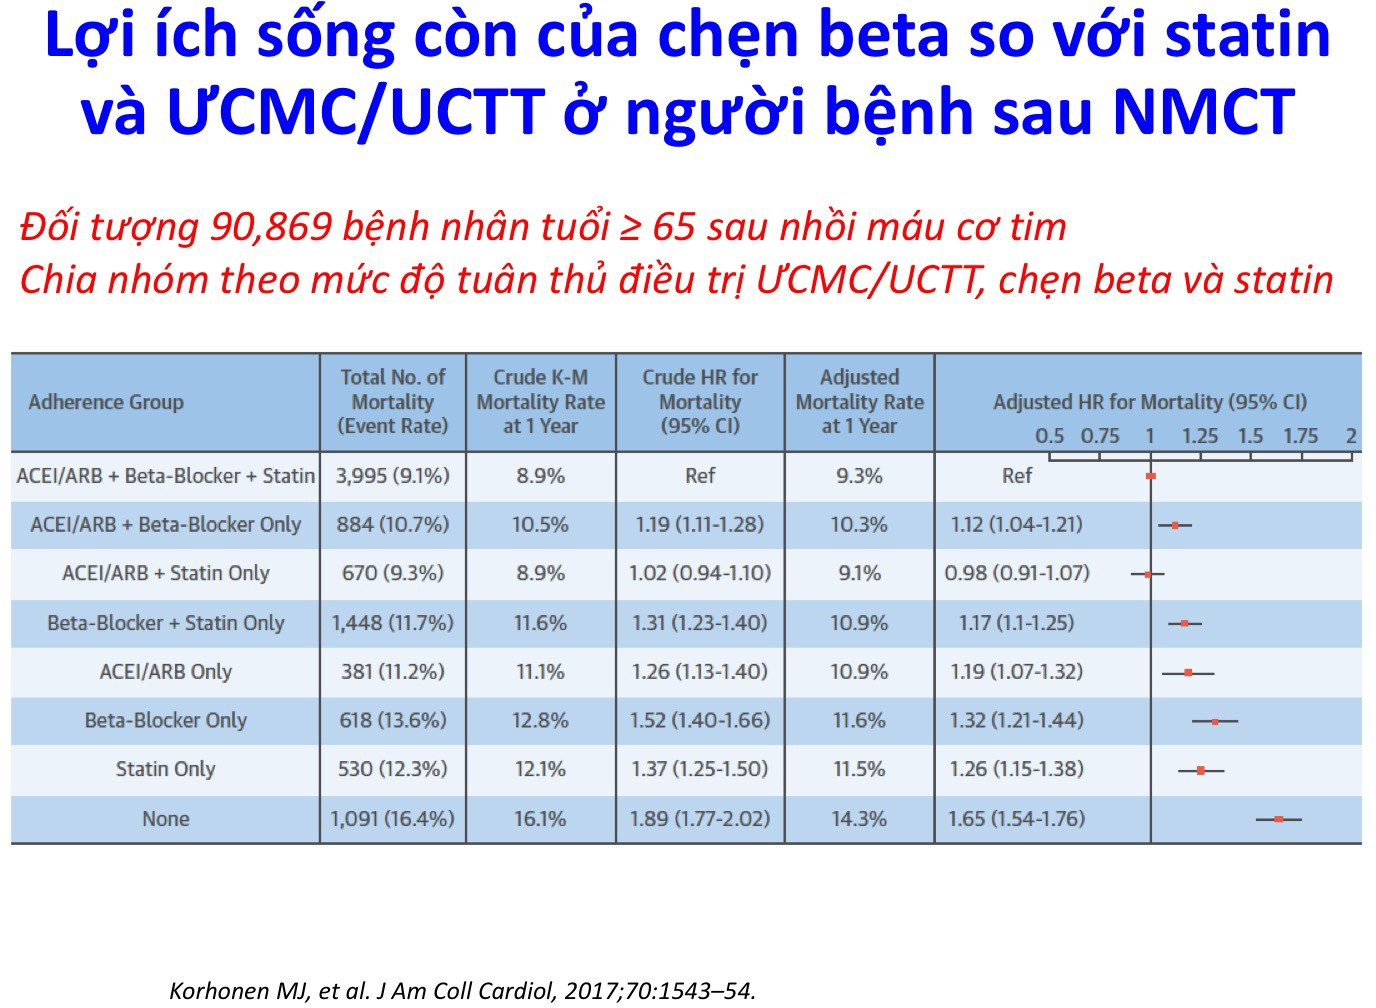 Lợi ích sống còn của chẹn beta so với statin
và ƯCMC/UCTT ở người bệnh sau NMCT
Đối tượng 90,869 bệnh nhân tuổi ≥ 65 sau nhồi máu cơ tim
Chia nhóm theo mức độ tuân thủ điều trị ƯCMC/UCTT, chẹn beta và statin
Adherence Group
Total No. of
Mortality
(Event Rate)
Crude K-M
Mortality Rate
at 1 Year
Crude HR for
Mortality
(95% CI)
Adjusted
Mortality Rate
at 1 Year
Adjusted HR for Mortality (95% CI)
0.5 0.75 1 1.25 1.5 1.75 2
ACEI/ARB + Beta-Blocker + Statin 3,995 (9.1%) 8.9% Ref 9.3% Ref
ACEI/ARB + Beta-Blocker Only 884 (10.7%) 10.5% 1.19 (1.11-1.28) 10.3% 1.12 (1.04-1.21)
ACEI/ARB + Statin Only 670 (9.3%) 8.9% 1.02 (0.94-1.10) 9.1% 0.98 (0.91-1.07)
Beta-Blocker + Statin Only 1,448 (11.7%) 11.6% 1.31 (1.23-1.40) 10.9% 1.17 (1.1-1.25)
ACEI/ARB Only 381 (11.2%) 11.1% 1.26 (1.13-1.40) 10.9% 1.19 (1.07-1.32)
Beta-Blocker Only 618 (13.6%) 12.8% 1.52 (1.40-1.66) 11.6% 1.32 (1.21-1.44)
Statin Only 530 (12.3%) 12.1% 1.37 (1.25-1.50) 11.5% 1.26 (1.15-1.38)
None 1,091 (16.4%) 16.1% 1.89 (1.77-2.02) 14.3% 1.65 (1.54-1.76)
Korhonen MJ, et al. J Am Coll Cardiol, 2017;70:1543–54.